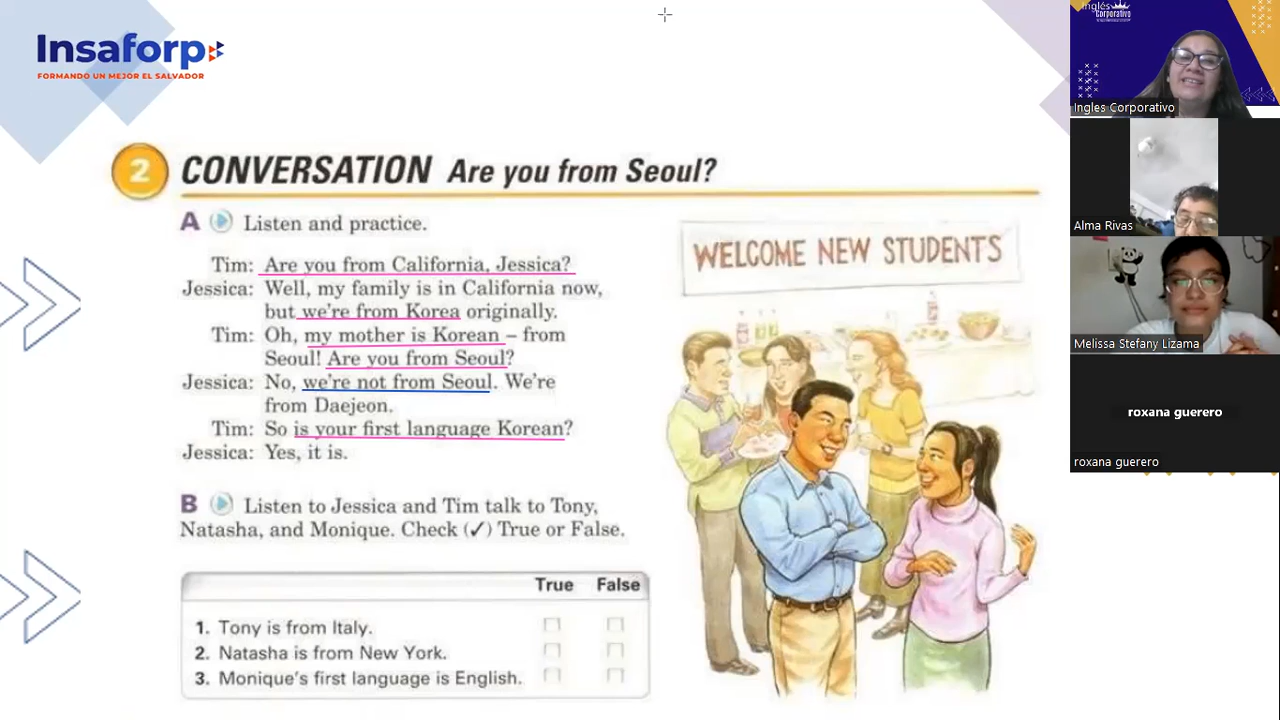 Insaforp
FORMANDO UN MEJOR EL SALVADOR
2 CONVERSATION Are you from Seoul?
A Listen and practice.
Tim: Are you from California, Jessica?
Jessica: Well, my family is in California now,
but we're from Korea originally.
Tim: Oh, my mother is Korean – from
Seoul! Are you from Seoul?
Jessica: No, we're not from Seoul. We're
from Daejeon.
Tim: So is your first language Korean?
Jessica: Yes, it is.
B Listen to Jessica and Tim talk to Tony,
Natasha, and Monique. Check (✓) True or False.
True False
1. Tony is from Italy.
2. Natasha is from New York.
3. Monique's first language is English.
WELCOME NEW STUDENTS
Inglés
Corporativo
Ingles Corporativo
Alma Rivas
Melissa Stefany Lizama
roxana guerero
roxana guerero